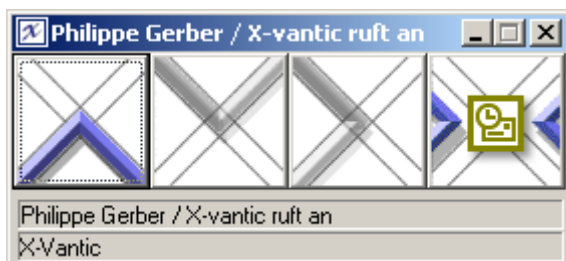 Philippe Gerber / X-vantic ruft an
Philippe Gerber / X-vantic ruft an
X-Vantic